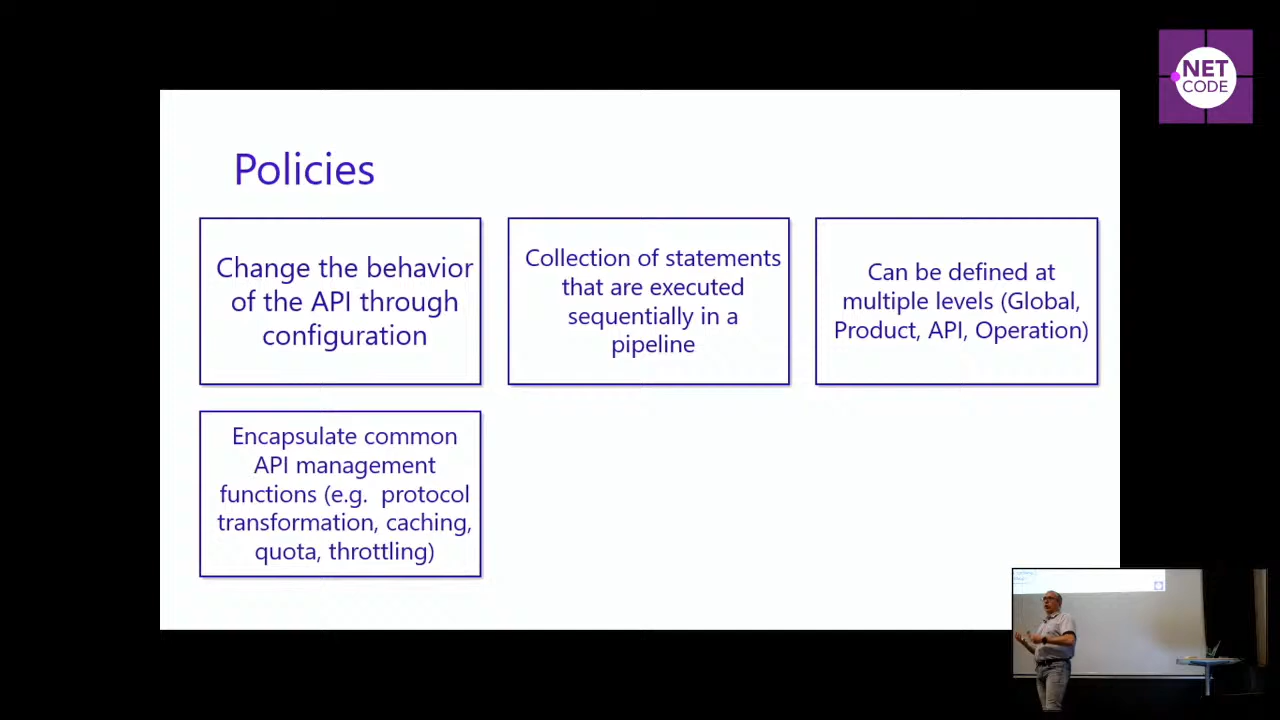 NET
CODE
Policies
Change the behavior
of the API through
configuration
Collection of statements
that are executed
sequentially in a
pipeline
Can be defined at
multiple levels (Global,
Product, API, Operation)
Encapsulate common
API management
functions (e.g. protocol
transformation, caching,
quota, throttling)